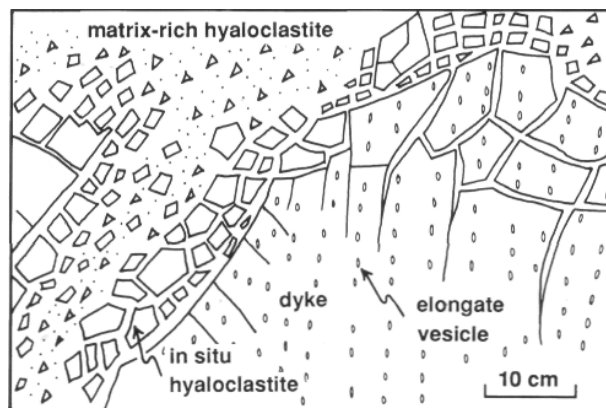 matrix-rich hyaloclastite
dyke
elongate
vesicle
in situ
hyaloclastite
10 cm